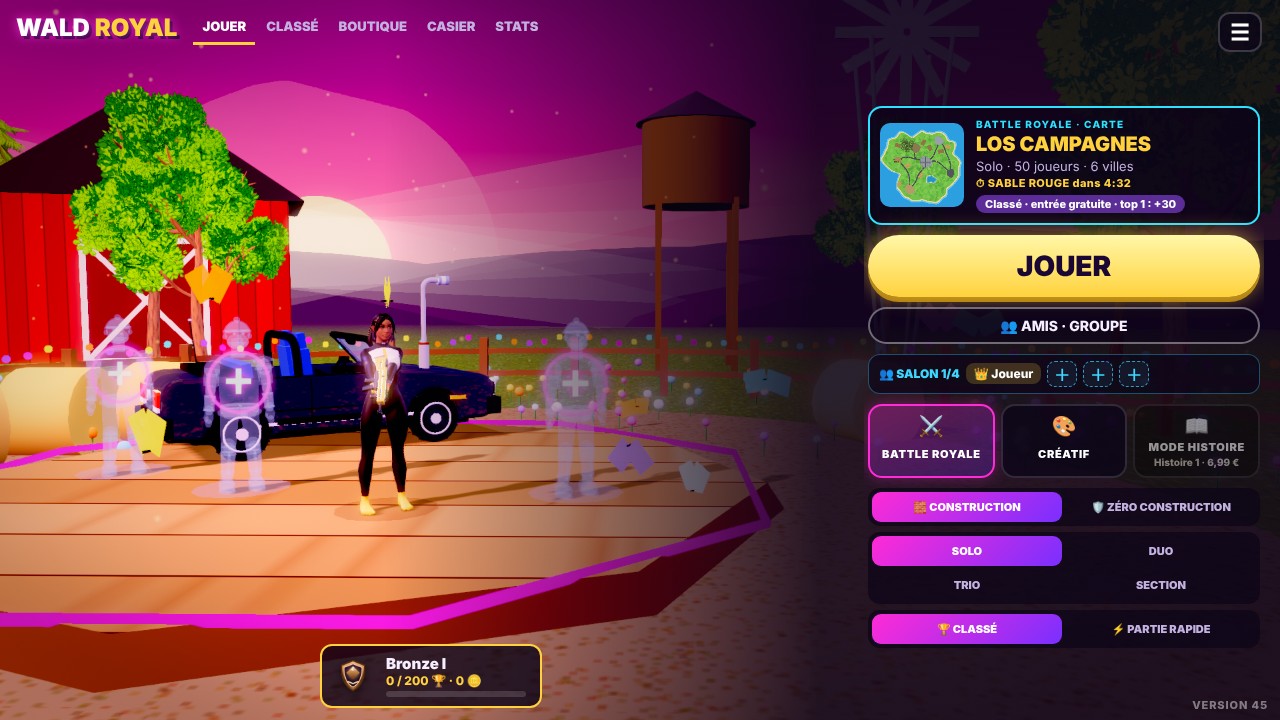 WALD ROYAL
JOUER
CLASSÉ
BOUTIQUE
CASIER
STATS
BATTLE ROYALE · CARTE
LOS CAMPAGNES
Solo · 50 joueurs · 6 villes
⏱ SABLE ROUGE dans 4:32
Classé · entrée gratuite · top 1 : +30
JOUER
👥 AMIS · GROUPE
👥 SALON 1/4 👑 Joueur + + +
BATTLE ROYALE
CRÉATIF
MODE HISTOIRE
Histoire 1 · 6,99 €
🧱 CONSTRUCTION
🛡️ ZÉRO CONSTRUCTION
SOLO
DUO
TRIO
SECTION
🏆 CLASSÉ
⚡ PARTIE RAPIDE
Bronze I
0 / 200 🏆 · 0 🪙
VERSION 45